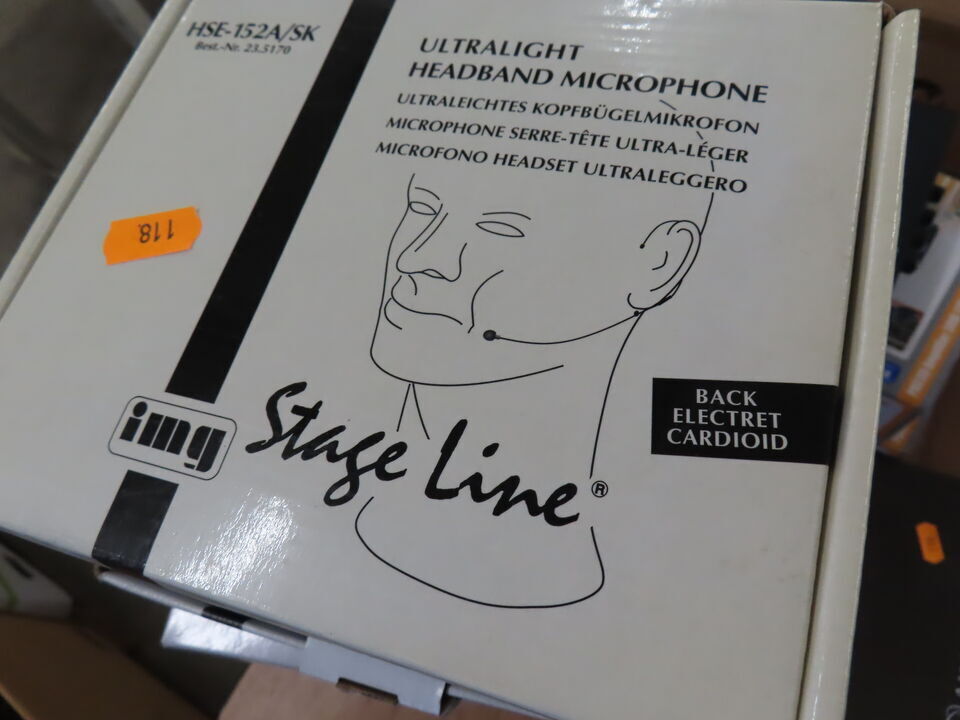 HSE-152A/SK
Best.-Nr. 23.5170
ULTRALIGHT
HEADBAND MICROPHONE
ULTRALEICHTES KOPFBÜGELMIKROFON
MICROPHONE SERRE-TÊTE ULTRA-LÉGER
MICROFONO HEADSET ULTRALEGGERO
118.
BACK
ELECTRET
CARDIOID
img
Stage Line®